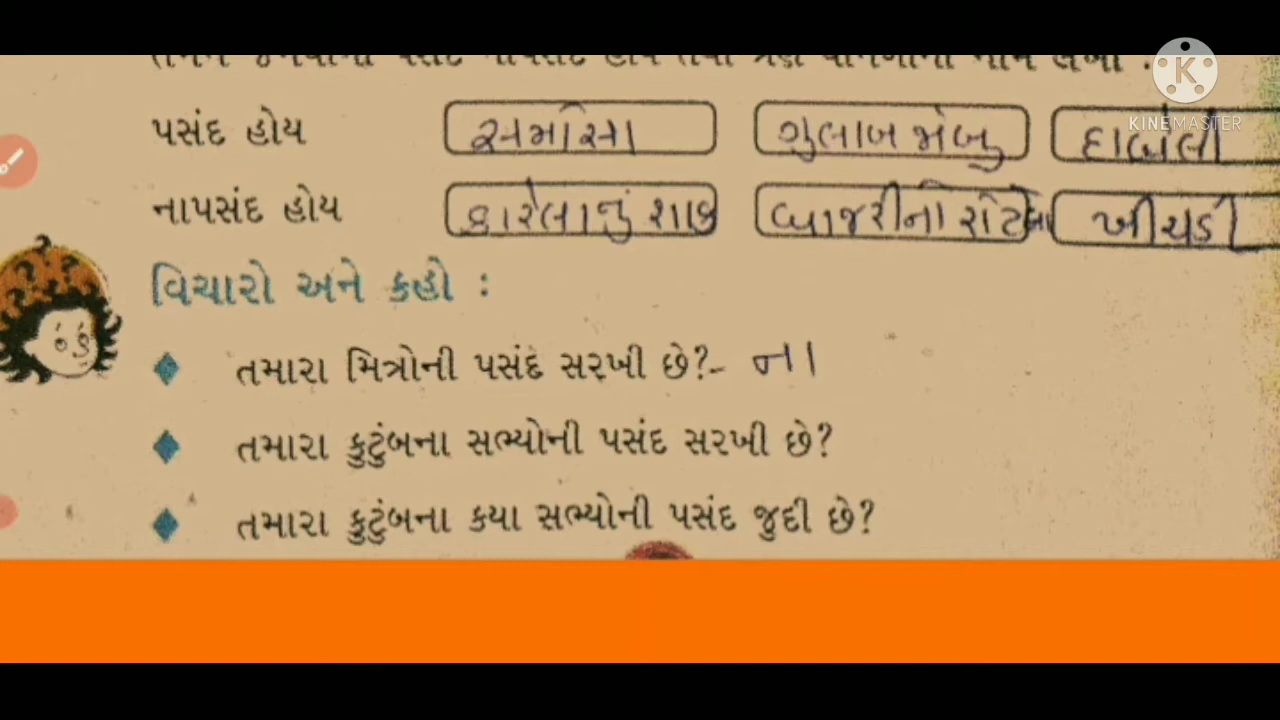 પસંદ હોય સમોસા ગુલાબ જાંબુ દાબેલી
નાપસંદ હોય કારેલાનું શાક બાજરીનો રોટલા ખીચડી
વિચારો અને કહો :
તમારા મિત્રોની પસંદ સરખી છે?- ના
તમારા કુટુંબના સભ્યોની પસંદ સરખી છે?
તમારા કુટુંબના કયા સભ્યોની પસંદ જુદી છે?
K
KINEMASTER